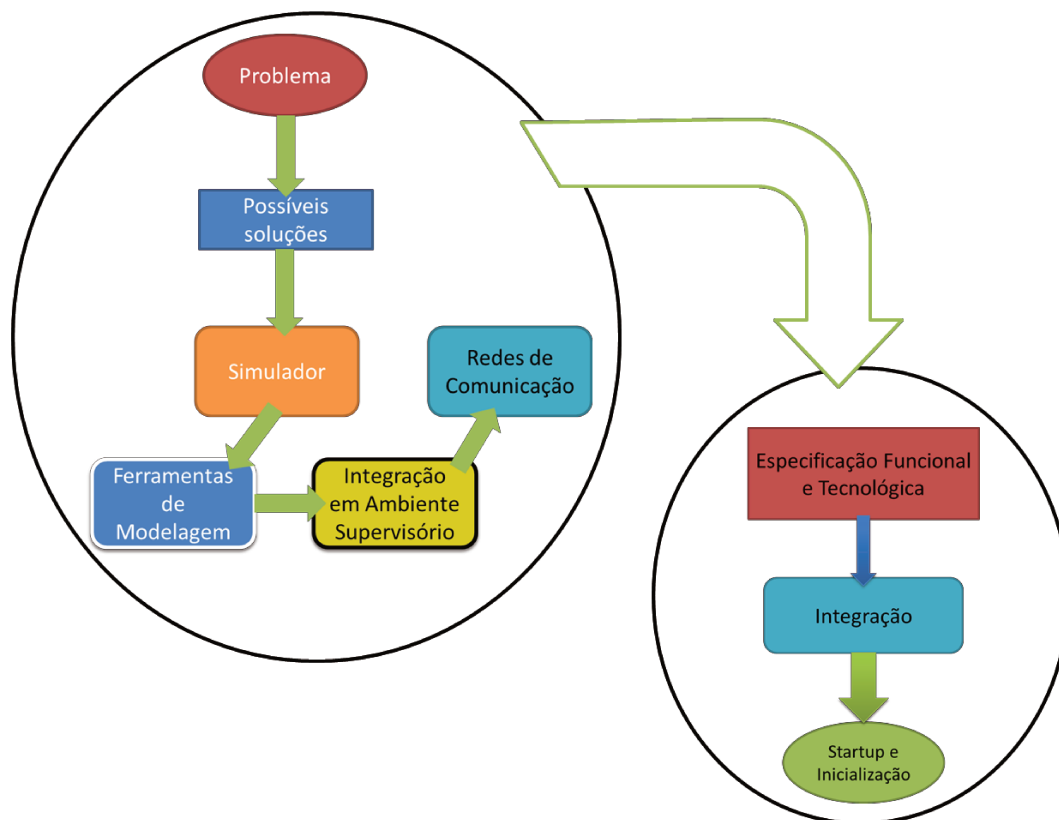 Problema
Possíveis
soluções
Simulador
Redes de
Comunicação
Ferramentas
de
Modelagem
Integração
em Ambiente
Supervisório
Especificação Funcional
e Tecnológica
Integração
Startup e
Inicialização